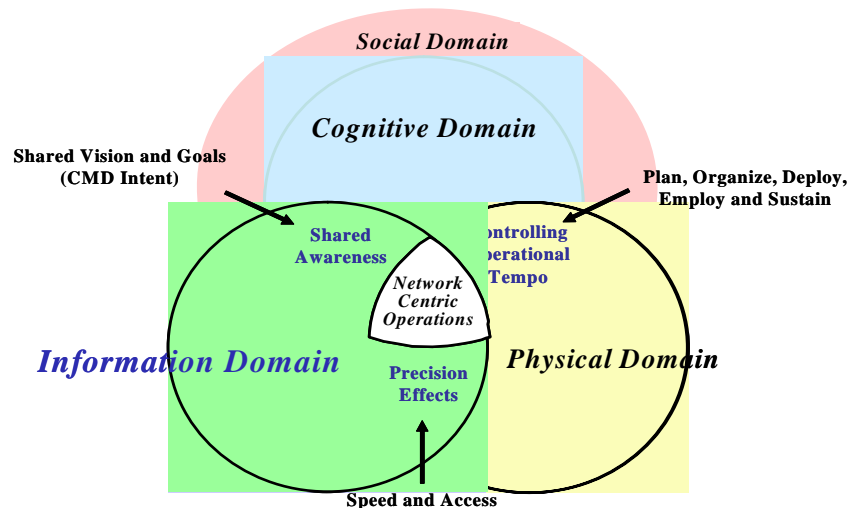 Social Domain
Cognitive Domain
Shared Vision and Goals
(CMD Intent)
Plan, Organize, Deploy,
Employ and Sustain
Shared
Awareness
ontrolling
perational
Tempo
Network
Centric
Operations
Information Domain
Physical Domain
Precision
Effects
Speed and Access